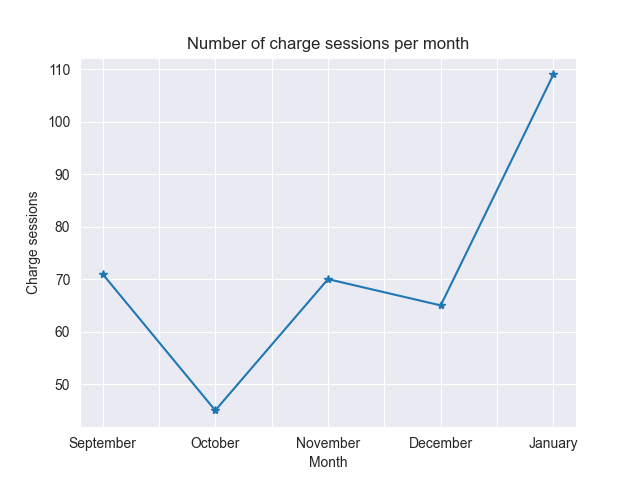 Number of charge sessions per month
110
100
90
80
70
60
50
Charge sessions
September October November December January
Month